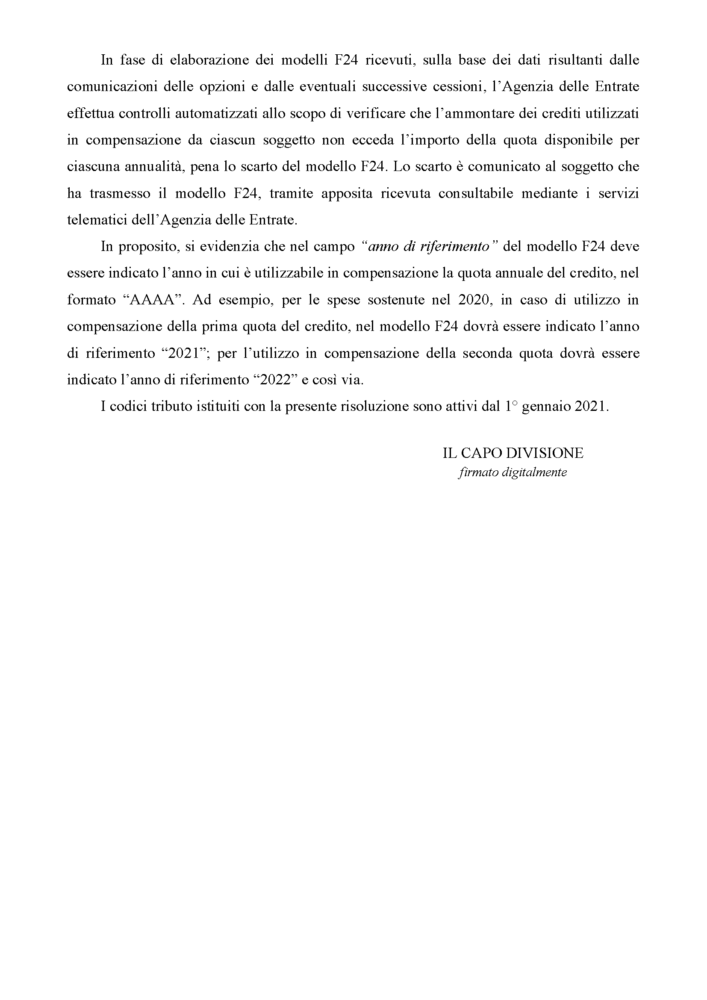 In fase di elaborazione dei modelli F24 ricevuti, sulla base dei dati risultanti dalle
comunicazioni delle opzioni e dalle eventuali successive cessioni, l’Agenzia delle Entrate
effettua controlli automatizzati allo scopo di verificare che l’ammontare dei crediti utilizzati
in compensazione da ciascun soggetto non ecceda l’importo della quota disponibile per
ciascuna annualità, pena lo scarto del modello F24. Lo scarto è comunicato al soggetto che
ha trasmesso il modello F24, tramite apposita ricevuta consultabile mediante i servizi
telematici dell’Agenzia delle Entrate.
In proposito, si evidenzia che nel campo “anno di riferimento” del modello F24 deve
essere indicato l’anno in cui è utilizzabile in compensazione la quota annuale del credito, nel
formato “AAAA”. Ad esempio, per le spese sostenute nel 2020, in caso di utilizzo in
compensazione della prima quota del credito, nel modello F24 dovrà essere indicato l’anno
di riferimento “2021”; per l’utilizzo in compensazione della seconda quota dovrà essere
indicato l’anno di riferimento “2022” e così via.
I codici tributo istituiti con la presente risoluzione sono attivi dal 1° gennaio 2021.
IL CAPO DIVISIONE
firmato digitalmente